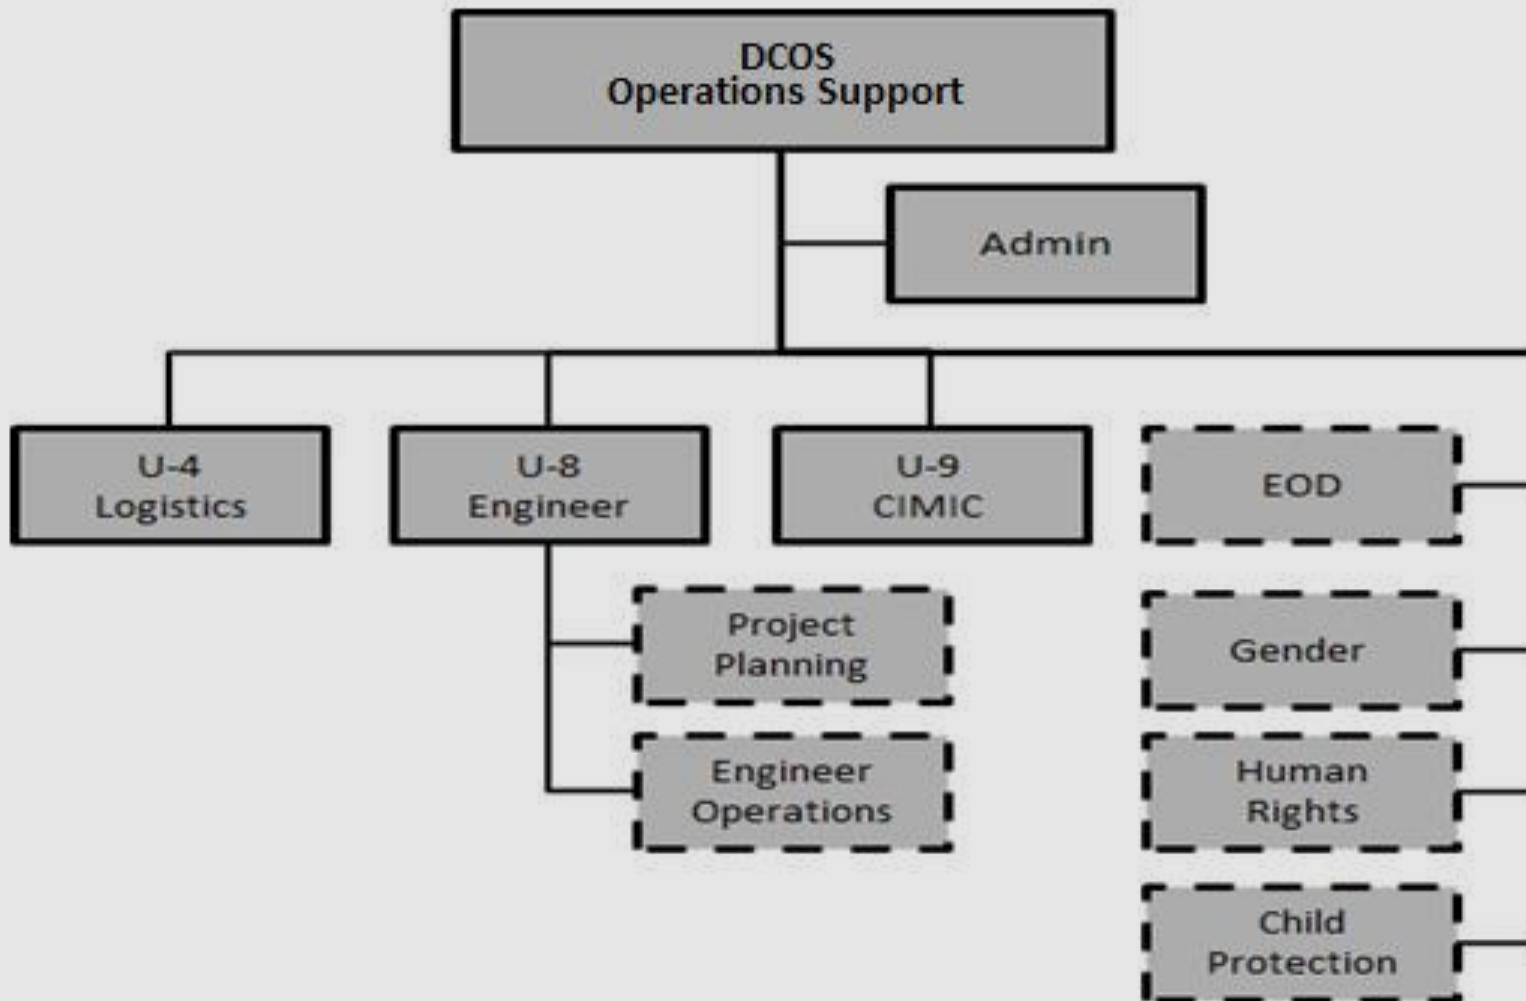 DCOS
Operations Support
Admin
U-4
Logistics
U-8
Engineer
U-9
CIMIC
EOD
Project
Planning
Gender
Engineer
Operations
Human
Rights
Child
Protection